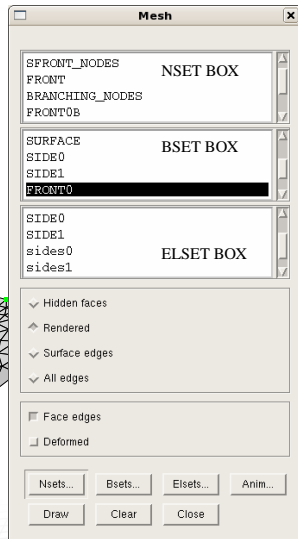 Mesh
SFRONT_NODES
NSET BOX
FRONT
BRANCHING_NODES
FRONT0B
SURFACE
BSET BOX
SIDE0
SIDE1
FRONT0
SIDE0
SIDE1
sides0
ELSET BOX
sides1
Hidden faces
Rendered
Surface edges
All edges
Face edges
Deformed
Nsets... Bsets... Elsets... Anim...
Draw Clear Close